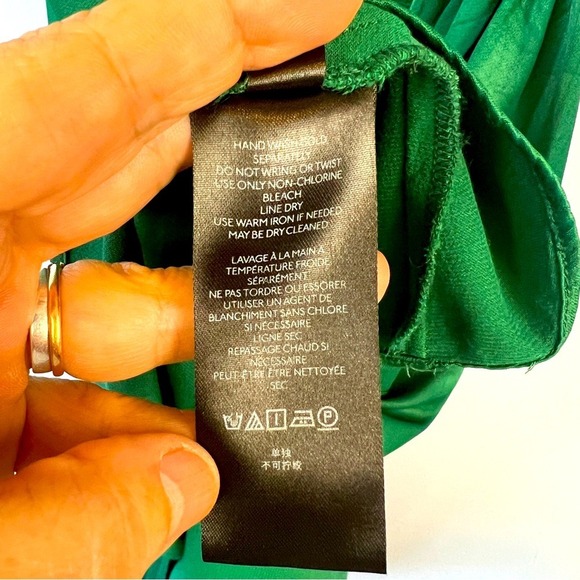 HAND WASH COLD
SEPARATELY
DO NOT WRING OR TWIST
USE ONLY NON-CHLORINE
BLEACH
LINE DRY
USE WARM IRON IF NEEDED
MAY BE DRY CLEANED
LAVAGE À LA MAIN À
TEMPÉRATURE FROIDE
SÉPARÉMENT
NE PAS TORDRE OU ESSORER
UTILISER UN AGENT DE
BLANCHIMENT SANS CHLORE
SI NÉCESSAIRE
LIGNE SEC
REPASSAGE CHAUD SI
NÉCESSAIRE
PEUT-ÊTRE ÊTRE NETTOYÉE
SEC
P
单独
不可拧绞